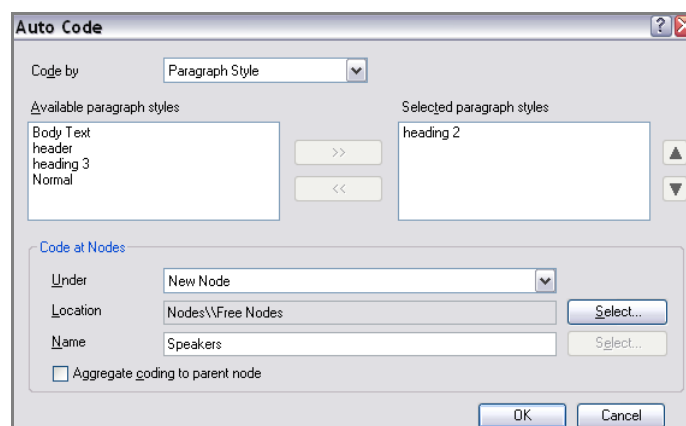 Auto Code
Code by Paragraph Style
Available paragraph styles Selected paragraph styles
Body Text heading 2
header
heading 3
Normal
>>
<<
Code at Nodes
Under New Node
Location Nodes\\Free Nodes Select...
Name Speakers Select...
Aggregate coding to parent node
OK Cancel